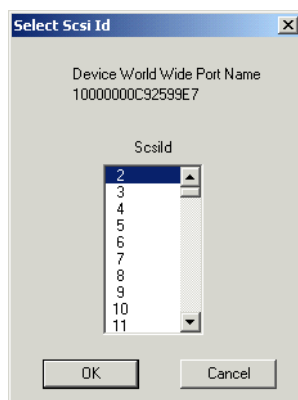 Select Scsi Id
Device World Wide Port Name
10000000C92599E7
ScsiId
2
3
4
5
6
7
8
9
10
11
OK
Cancel